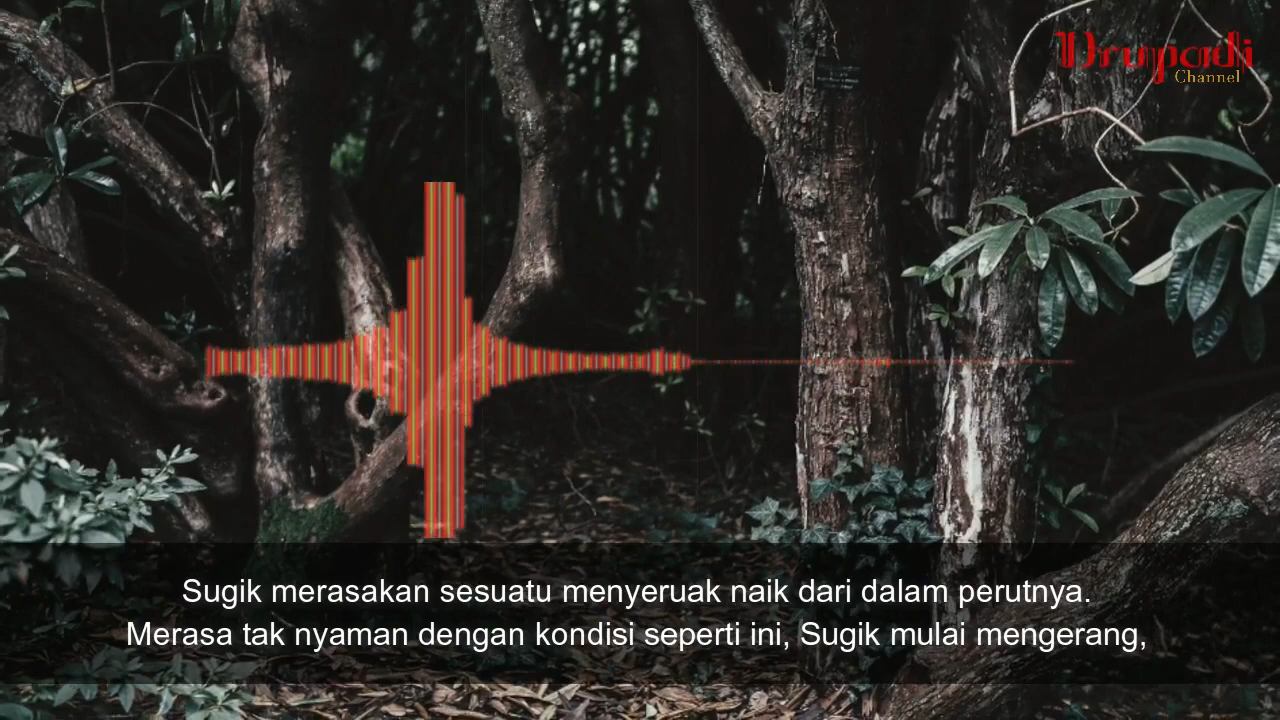 Drupadi
Channel
Sugik merasakan sesuatu menyeruak naik dari dalam perutnya.
Merasa tak nyaman dengan kondisi seperti ini, Sugik mulai mengerang,